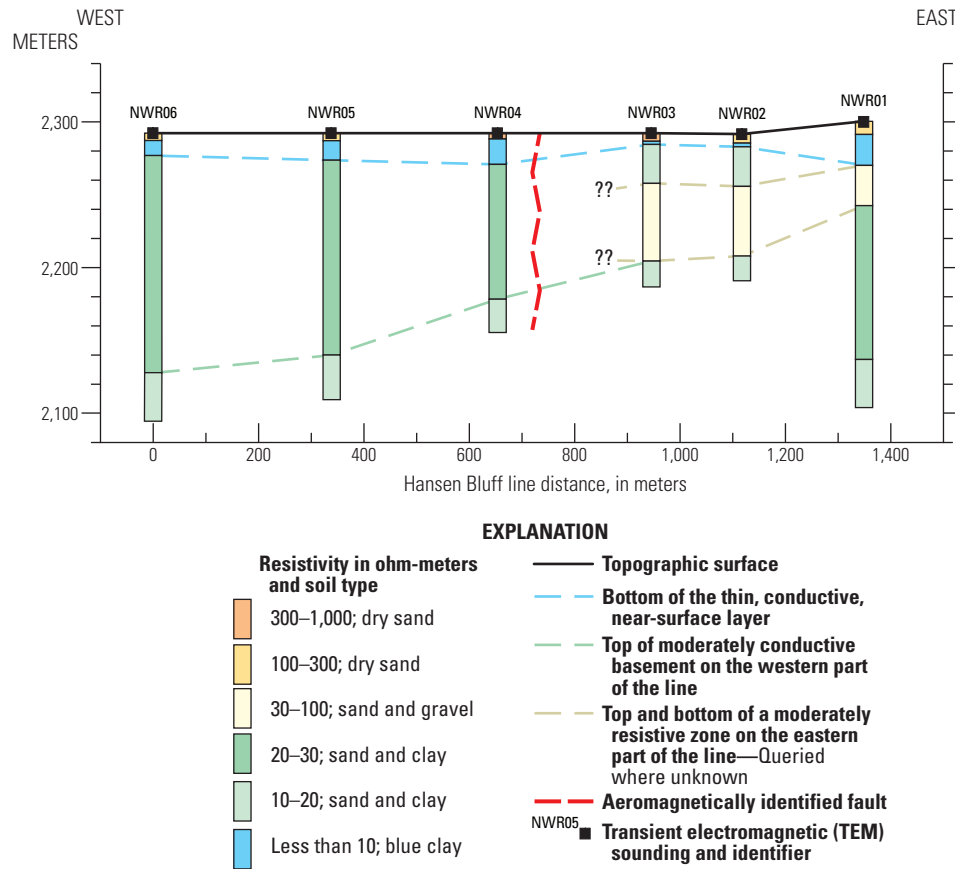 WEST
EAST
METERS
NWR06
NWR05
NWR04
NWR03
NWR02
NWR01
2,300
2,200
2,100
??
??
0
200
400
600
800
1,000
1,200
1,400
Hansen Bluff line distance, in meters
EXPLANATION
Resistivity in ohm-meters
and soil type
300–1,000; dry sand
100–300; dry sand
30–100; sand and gravel
20–30; sand and clay
10–20; sand and clay
Less than 10; blue clay
Topographic surface
Bottom of the thin, conductive,
near-surface layer
Top of moderately conductive
basement on the western part
of the line
Top and bottom of a moderately
resistive zone on the eastern
part of the line—Queried
where unknown
Aeromagnetically identified fault
NWR05
Transient electromagnetic (TEM)
sounding and identifier